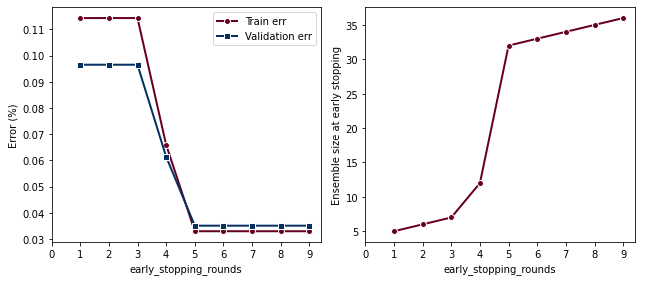 Error (%)
0.11
0.10
0.09
0.08
0.07
0.06
0.05
0.04
0.03
Train err
Validation err
0 1 2 3 4 5 6 7 8 9
early_stopping_rounds
Ensemble size at early stopping
35
30
25
20
15
10
5
0 1 2 3 4 5 6 7 8 9
early_stopping_rounds